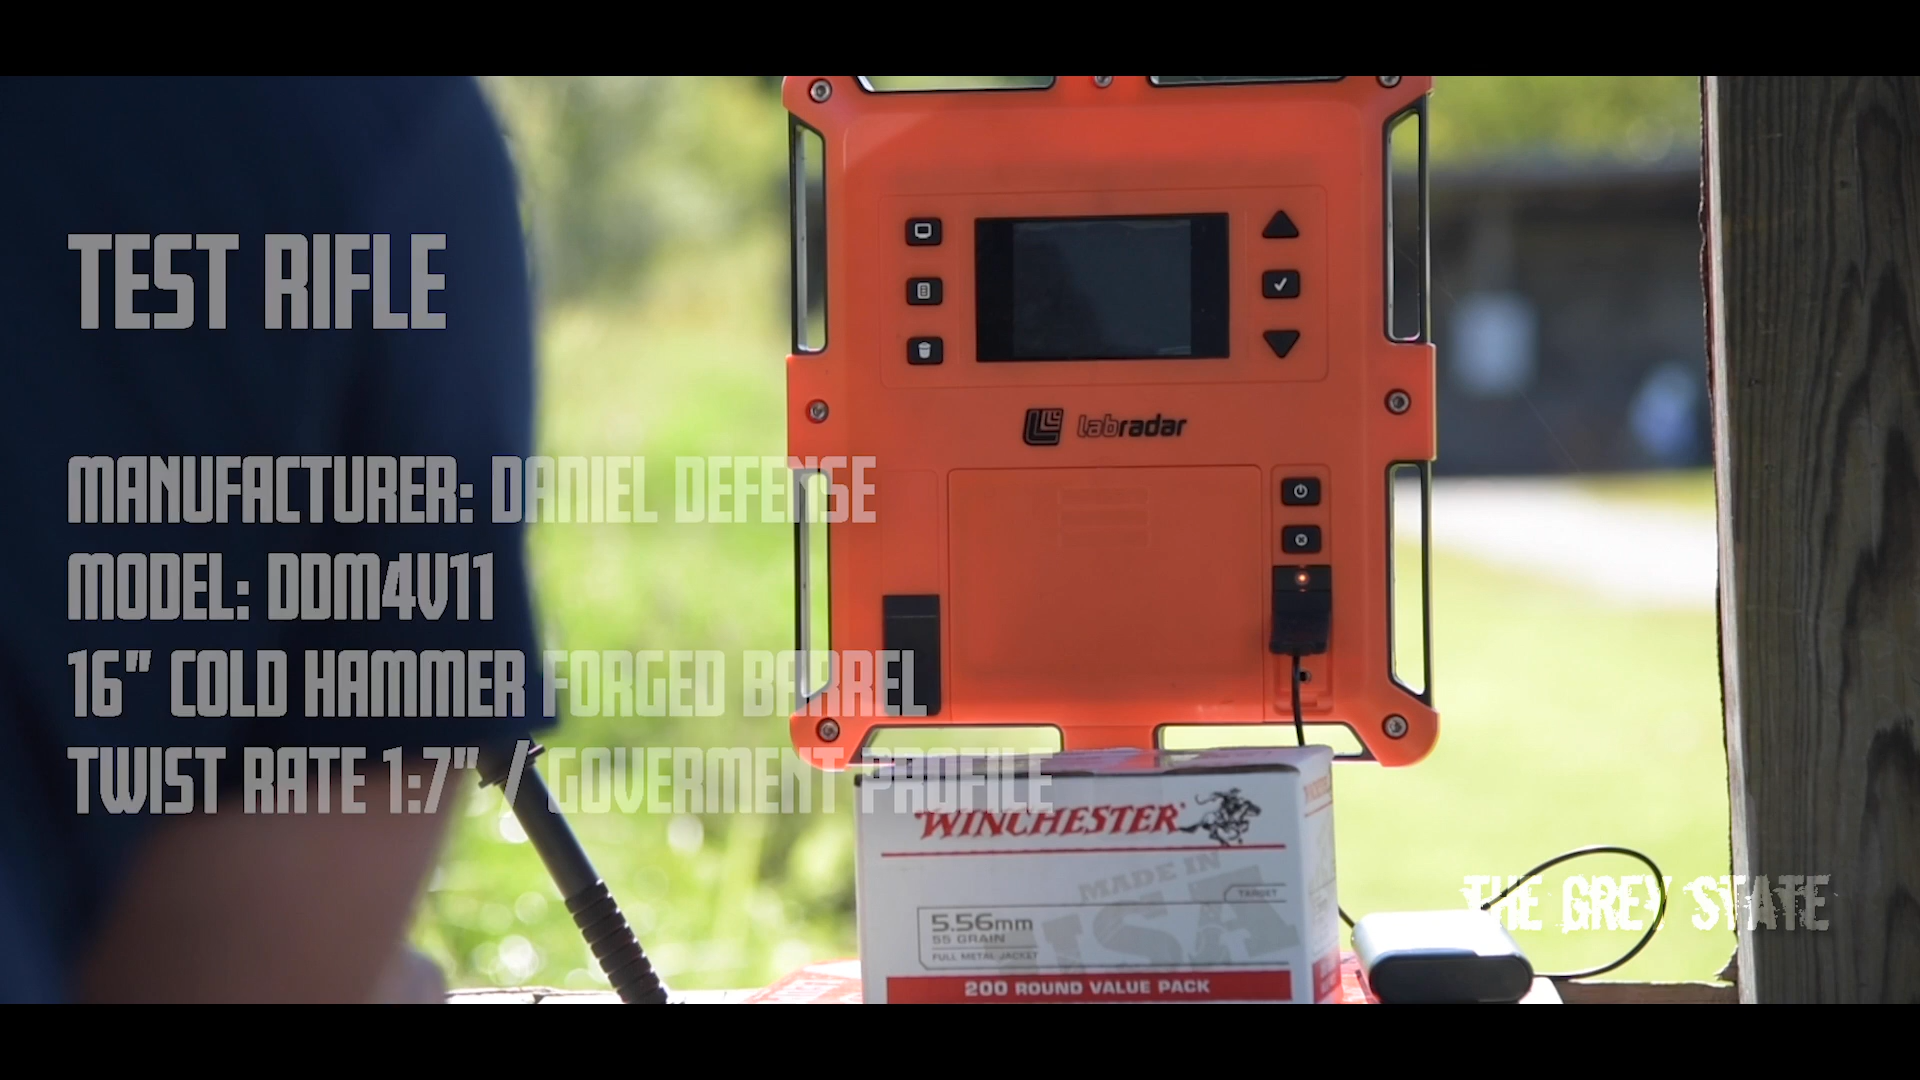 TEST RIFLE
MANUFACTURER: DANIEL DEFENSE
MODEL: DDM4V11
16" COLD HAMMER FORGED BARREL
TWIST RATE 1:7" / GOVERMENT PROFILE
labradar
WINCHESTER
MADE IN
USA
TARGET
5.56mm
55 GRAIN
FULL METAL JACKET
200 ROUND VALUE PACK
THE GREY STATE